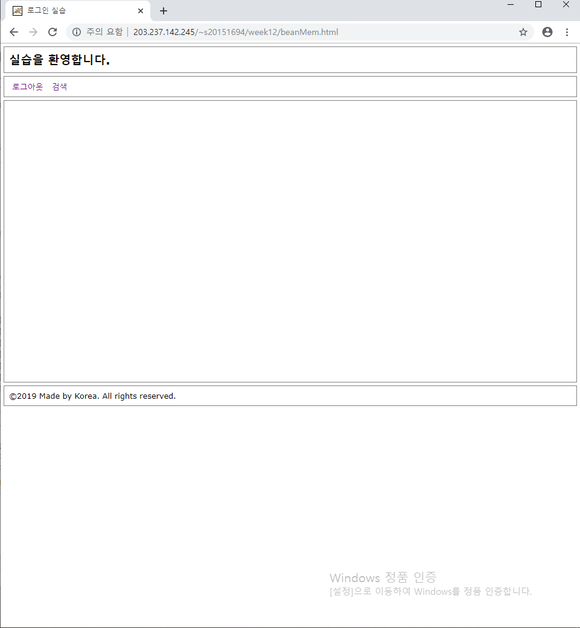 로그인 실습
주의 요함 203.237.142.245/~s20151694/week12/beanMem.html
실습을 환영합니다.
로그아웃 검색
©2019 Made by Korea. All rights reserved.
Windows 정품 인증
[설정]으로 이동하여 Windows를 정품 인증합니다.